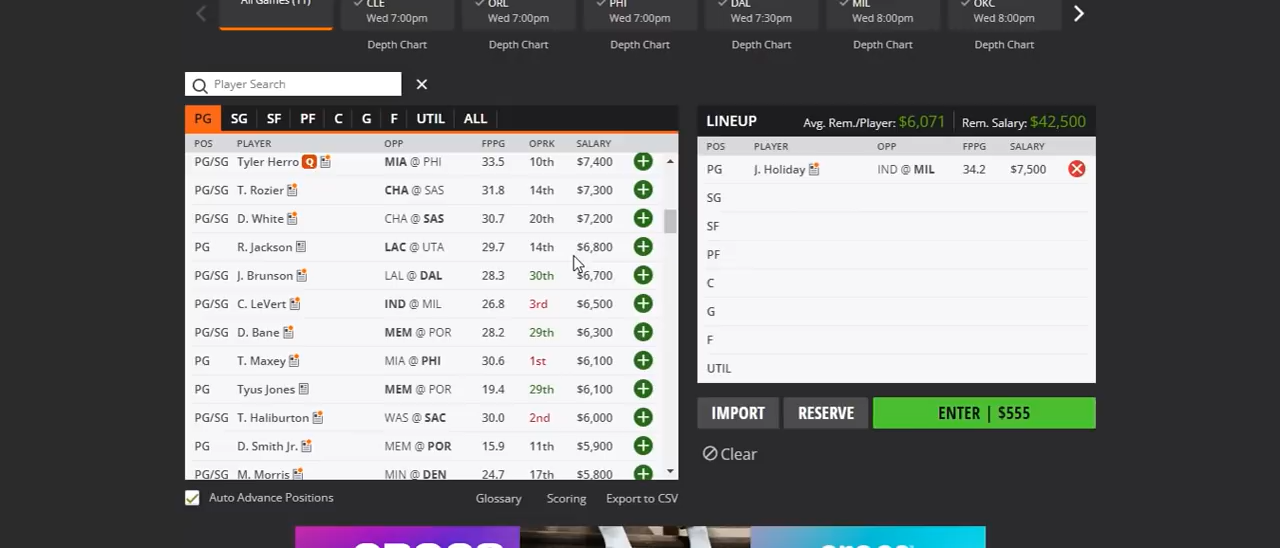 All Games (11)
CLE
Wed 7:00pm
Depth Chart
ORL
Wed 7:00pm
Depth Chart
PHI
Wed 7:00pm
Depth Chart
DAL
Wed 7:30pm
Depth Chart
MIL
Wed 8:00pm
Depth Chart
OKC
Wed 8:00pm
Depth Chart
Player Search
PG SG SF PF C G F UTIL ALL
POS PLAYER OPP FPPG OPRK SALARY
PG/SG Tyler Herro Q MIA @ PHI 33.5 10th $7,400
PG/SG T. Rozier CHA @ SAS 31.8 14th $7,300
PG/SG D. White CHA @ SAS 30.7 20th $7,200
PG R. Jackson LAC @ UTA 29.7 14th $6,800
PG/SG J. Brunson LAL @ DAL 28.3 30th $6,700
PG/SG C. LeVert IND @ MIL 26.8 3rd $6,500
PG/SG D. Bane MEM @ POR 28.2 29th $6,300
PG T. Maxey MIA @ PHI 30.6 1st $6,100
PG Tyus Jones MEM @ POR 19.4 29th $6,100
PG/SG T. Haliburton WAS @ SAC 30.0 2nd $6,000
PG D. Smith Jr. MEM @ POR 15.9 11th $5,900
PG/SG M. Morris MIN @ DEN 24.7 17th $5,800
Auto Advance Positions
Glossary Scoring Export to CSV
LINEUP Avg. Rem./Player: $6,071 Rem. Salary: $42,500
POS PLAYER OPP FPPG SALARY
PG J. Holiday IND @ MIL 34.2 $7,500
SG
SF
PF
C
G
F
UTIL
IMPORT RESERVE ENTER | $555
Clear
crocs
crocs